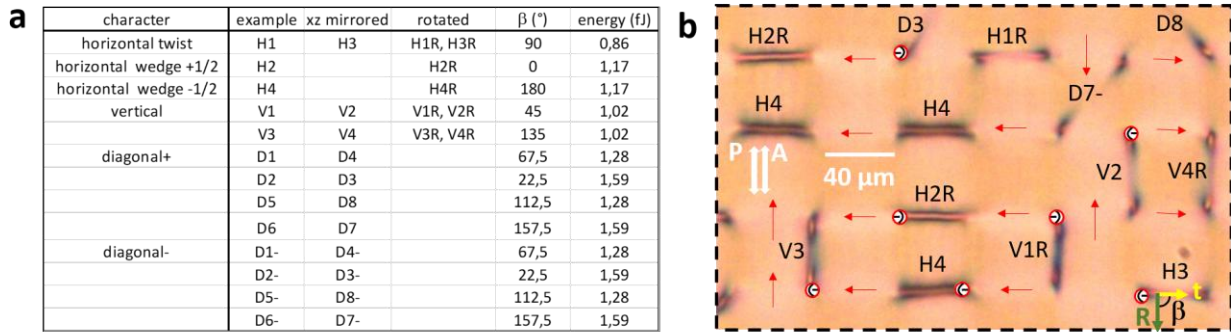 a
character example xz mirrored rotated β (°) energy (fJ)
horizontal twist H1 H3 H1R, H3R 90 0,86
horizontal wedge +1/2 H2 H2R 0 1,17
horizontal wedge -1/2 H4 H4R 180 1,17
vertical V1 V2 V1R, V2R 45 1,02
V3 V4 V3R, V4R 135 1,02
diagonal+ D1 D4 67,5 1,28
D2 D3 22,5 1,59
D5 D8 112,5 1,28
D6 D7 157,5 1,59
diagonal- D1- D4- 67,5 1,28
D2- D3- 22,5 1,59
D5- D8- 112,5 1,28
D6- D7- 157,5 1,59
b
H2R D3 H1R D8
H4 H4 D7-
P A 40 μm V2 V4R
H2R
V3 V1R
H4 H3
t
R β